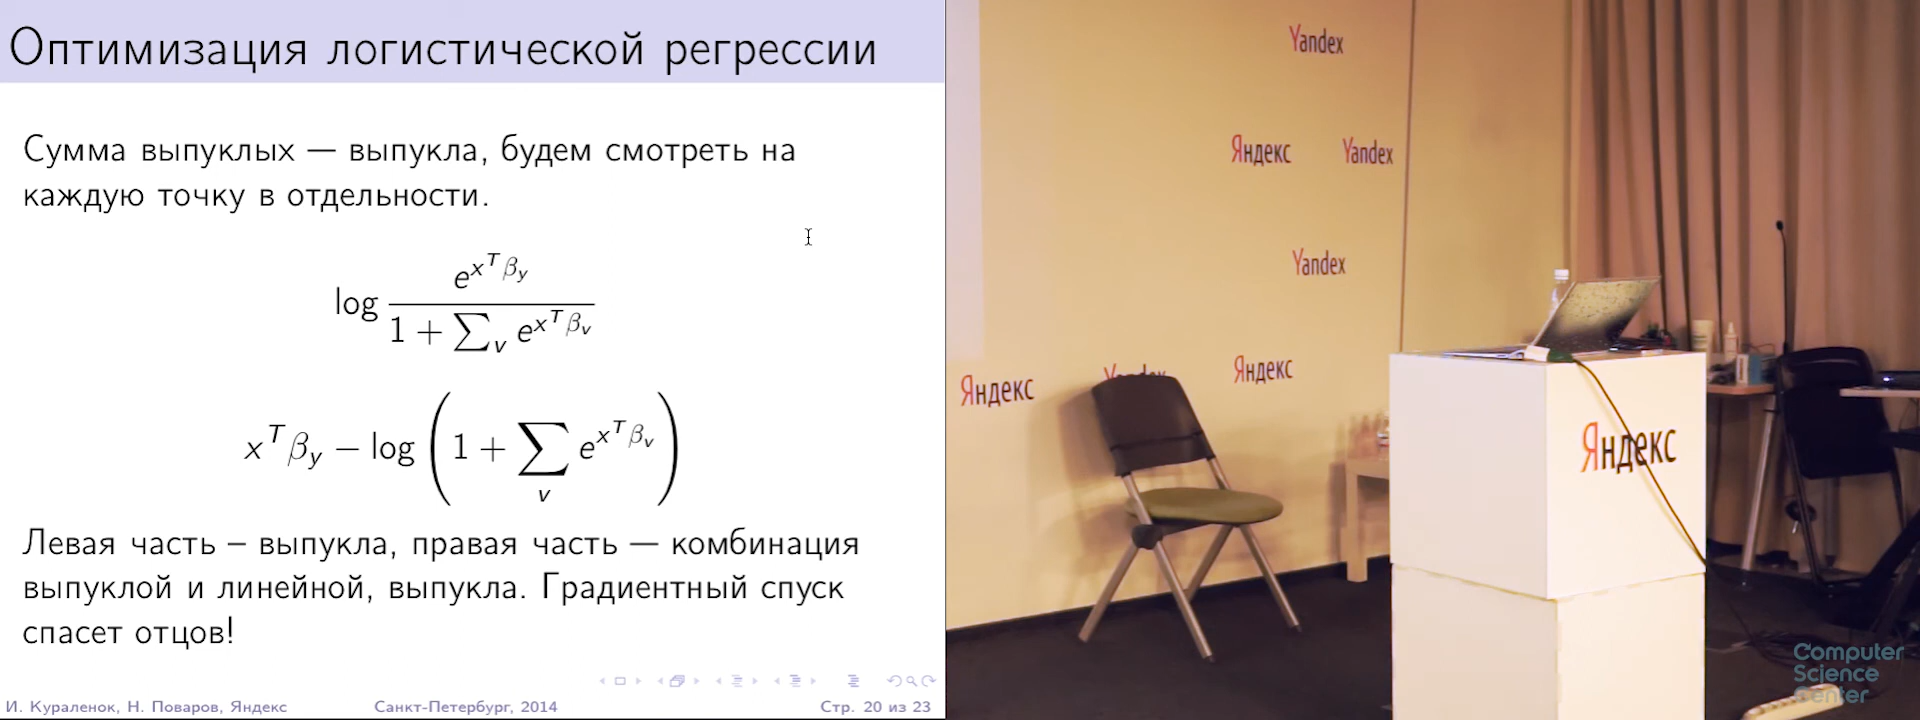 Оптимизация логистической регрессии
Сумма выпуклых — выпукла, будем смотреть на
каждую точку в отдельности.
log \frac{e^{x^T β_y}}{1 + ∑_v e^{x^T β_v}}
x^T β_y − log (1 + ∑_v e^{x^T β_v})
Левая часть – выпукла, правая часть — комбинация
выпуклой и линейной, выпукла. Градиентный спуск
спасет отцов!
И. Кураленок, Н. Поваров, Яндекс Санкт-Петербург, 2014 Стр. 20 из 23
Yandex
Яндекс Yandex
Yandex
Яндекс Yandex Яндекс
Яндекс
Computer
Science
Center